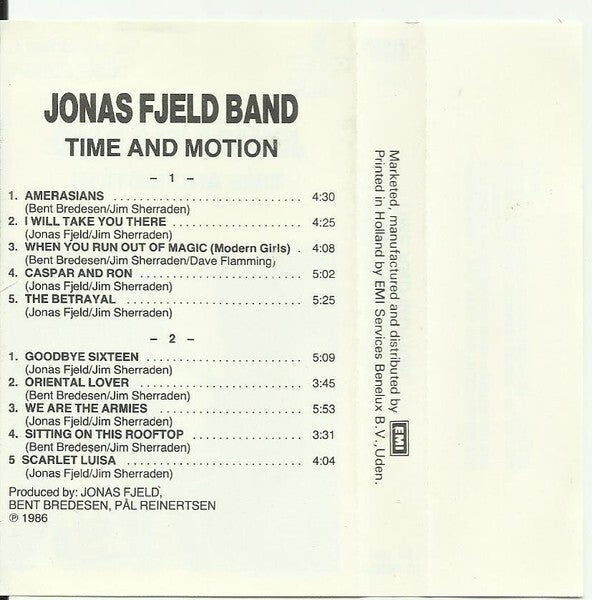 JONAS FJELD BAND
TIME AND MOTION
– 1 –
1. AMERASIANS ........................ 4:30
(Bent Bredesen/Jim Sherraden)
2. I WILL TAKE YOU THERE ................ 4:25
(Jonas Fjeld/Jim Sherraden)
3. WHEN YOU RUN OUT OF MAGIC (Modern Girls) . 4:08
(Bent Bredesen/Jim Sherraden/Dave Flamming)
4. CASPAR AND RON .................... 5:02
(Jonas Fjeld/Jim Sherraden)
5. THE BETRAYAL ...................... 5:25
(Jonas Fjeld/Jim Sherraden)
– 2 –
1. GOODBYE SIXTEEN ................... 5:09
(Jonas Fjeld/Jim Sherraden)
2. ORIENTAL LOVER .................... 3:45
(Bent Bredesen/Jim Sherraden)
3. WE ARE THE ARMIES .................. 5:53
(Jonas Fjeld/Jim Sherraden)
4. SITTING ON THIS ROOFTOP ............. 3:31
(Bent Bredesen/Jim Sherraden)
5 SCARLET LUISA ...................... 4:04
(Jonas Fjeld/Jim Sherraden)
Produced by: JONAS FJELD,
BENT BREDESEN, PÅL REINERTSEN
℗ 1986
Marketed, manufactured and distributed by EMI
Printed in Holland by EMI Services Benelux B.V., Uden.